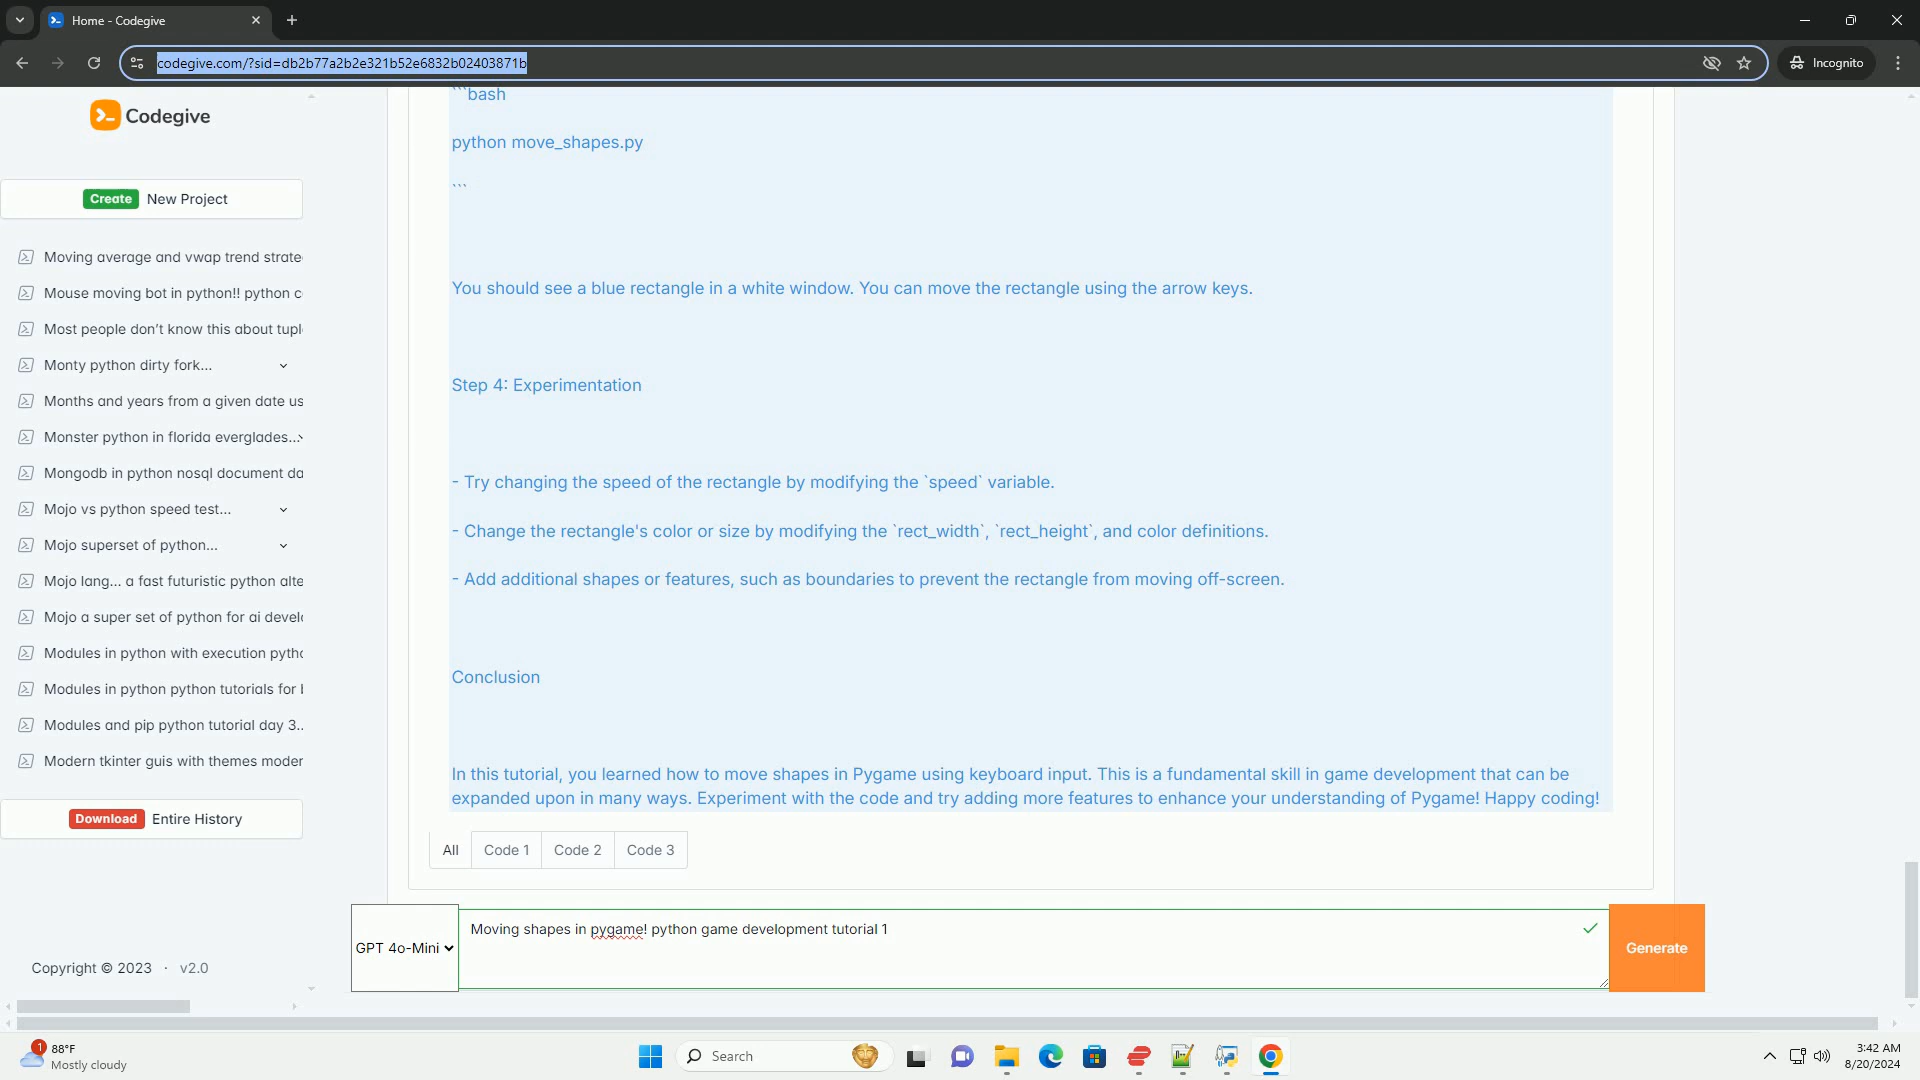 Home - Codegive
codegive.com/?sid=db2b77a2b2e321b52e6832b02403871b
Incognito
Codegive
Create New Project
Moving average and vwap trend strate
Mouse moving bot in python!! python c
Most people don't know this about tupl
Monty python dirty fork...
Months and years from a given date us
Monster python in florida everglades...
Mongodb in python nosql document da
Mojo vs python speed test...
Mojo superset of python...
Mojo lang... a fast futuristic python alte
Mojo a super set of python for ai develo
Modules in python with execution pytho
Modules in python python tutorials for b
Modules and pip python tutorial day 3..
Modern tkinter guis with themes moder
Download Entire History
Copyright © 2023 · v2.0
```bash
python move_shapes.py
```
You should see a blue rectangle in a white window. You can move the rectangle using the arrow keys.
Step 4: Experimentation
- Try changing the speed of the rectangle by modifying the `speed` variable.
- Change the rectangle's color or size by modifying the `rect_width`, `rect_height`, and color definitions.
- Add additional shapes or features, such as boundaries to prevent the rectangle from moving off-screen.
Conclusion
In this tutorial, you learned how to move shapes in Pygame using keyboard input. This is a fundamental skill in game development that can be
expanded upon in many ways. Experiment with the code and try adding more features to enhance your understanding of Pygame! Happy coding!
All Code 1 Code 2 Code 3
GPT 4o-Mini
Moving shapes in pygame! python game development tutorial 1
Generate
1
88°F
Mostly cloudy
Search
3:42 AM
8/20/2024